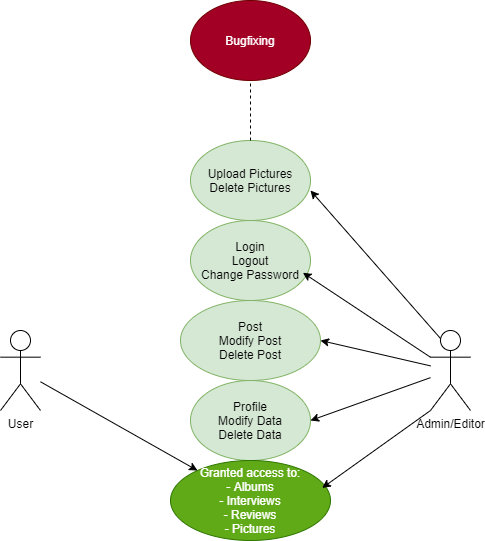 Bugfixing
Upload Pictures
Delete Pictures
Login
Logout
Change Password
Post
Modify Post
Delete Post
Profile
Modify Data
Delete Data
User
Admin/Editor
Granted access to:
- Albums
- Interviews
- Reviews
- Pictures